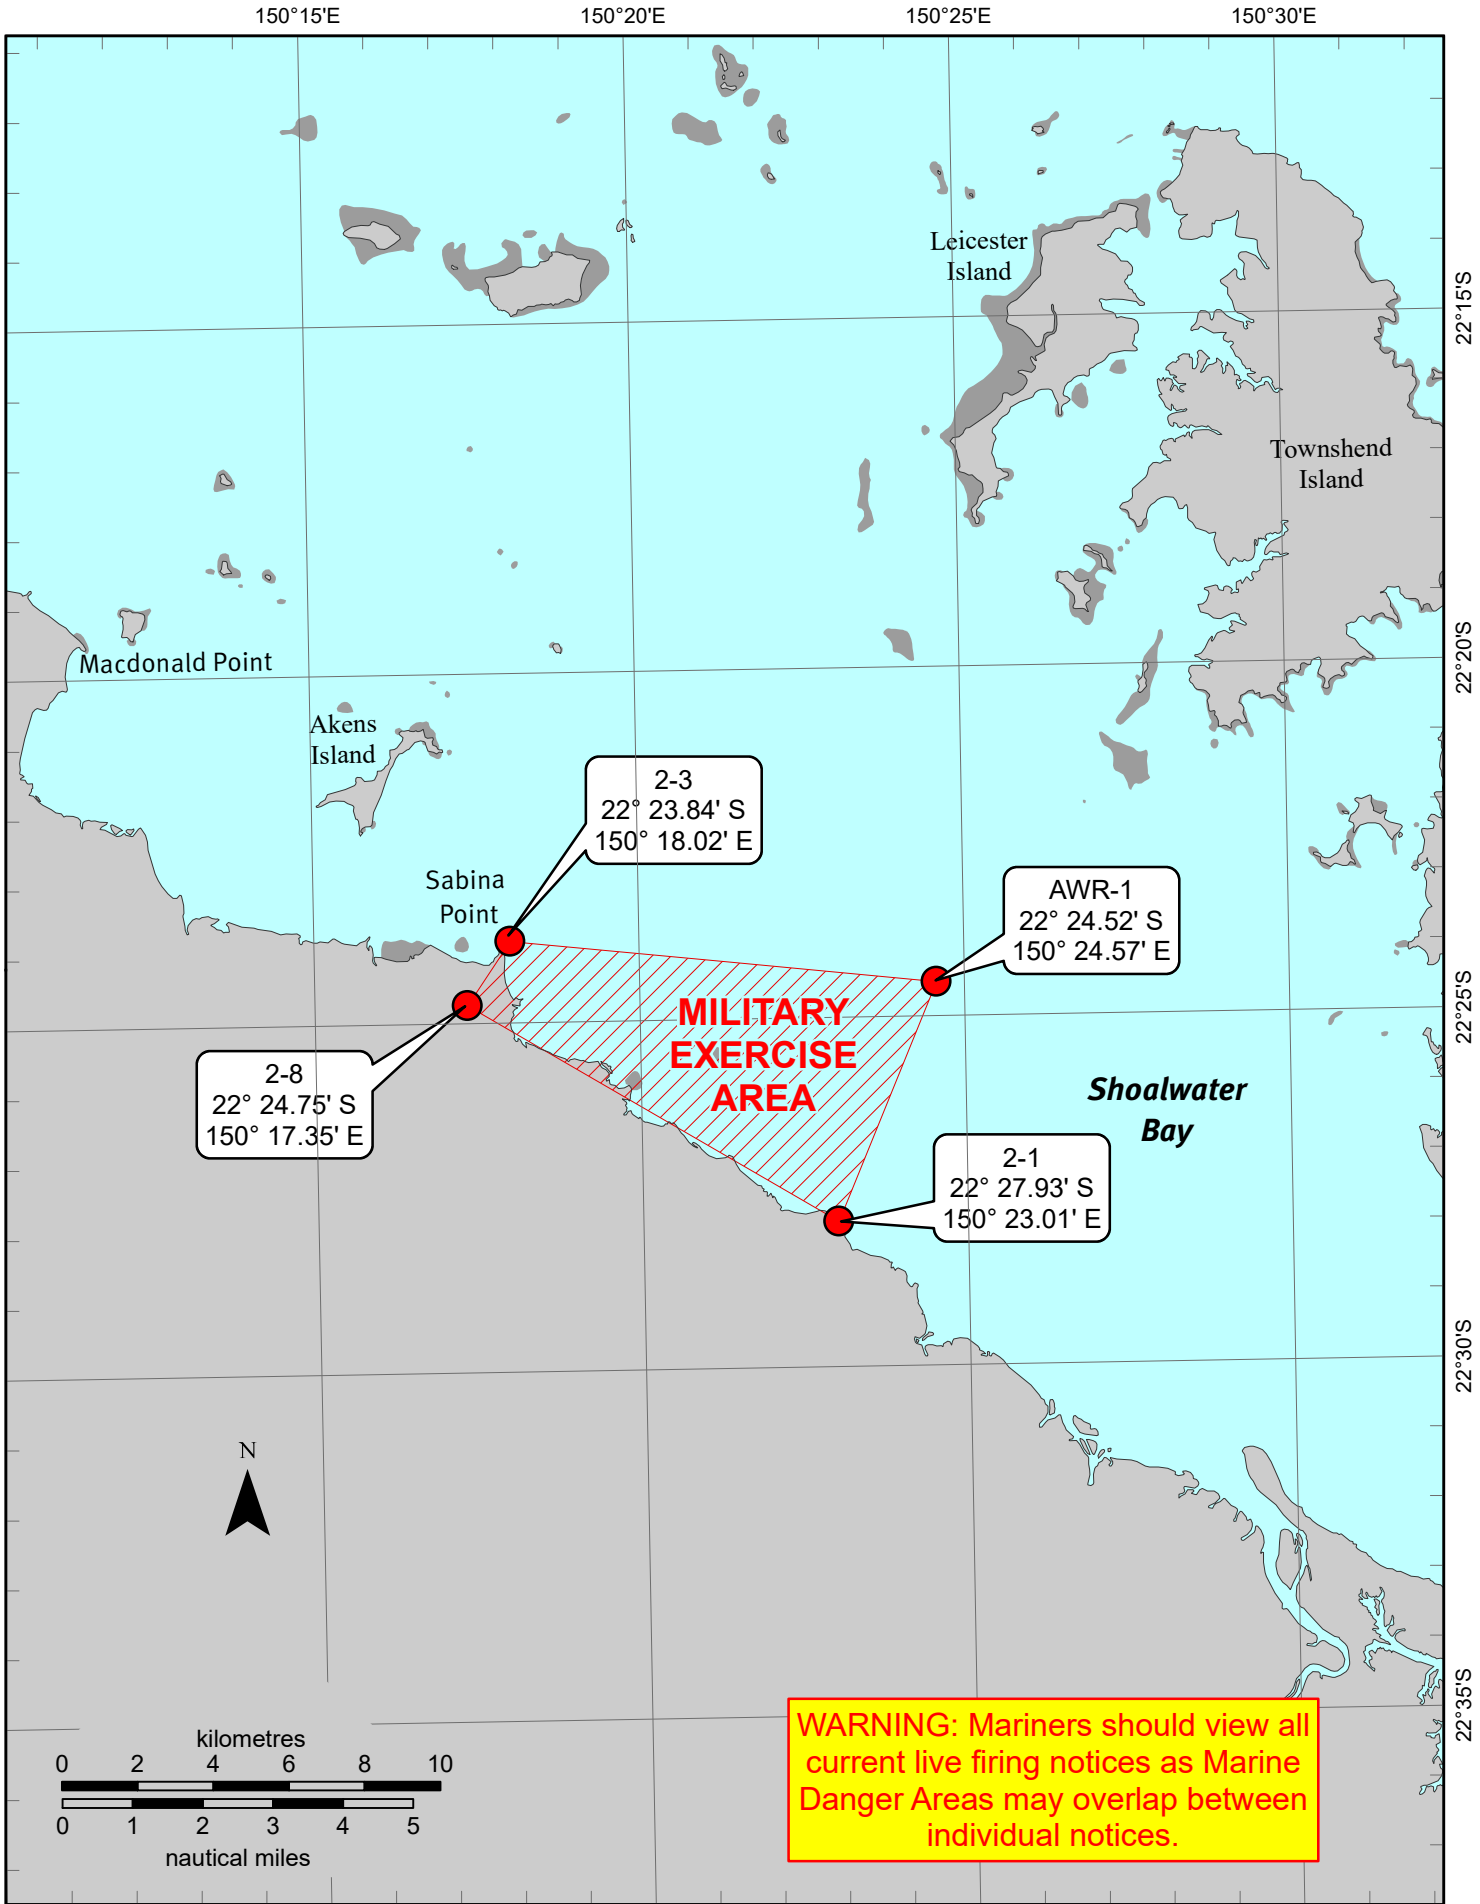 150°15'E
150°20'E
150°25'E
150°30'E
Leicester
Island
22°15'S
Townshend
Island
22°20'S
Macdonald Point
Akens
Island
2-3
22° 23.84' S
150° 18.02' E
Sabina
Point
AWR-1
22° 24.52' S
150° 24.57' E
22°25'S
MILITARY
EXERCISE
AREA
2-8
22° 24.75' S
150° 17.35' E
Shoalwater
Bay
2-1
22° 27.93' S
150° 23.01' E
22°30'S
N
22°35'S
WARNING: Mariners should view all
current live firing notices as Marine
Danger Areas may overlap between
individual notices.
kilometres
0 2 4 6 8 10
0 1 2 3 4 5
nautical miles